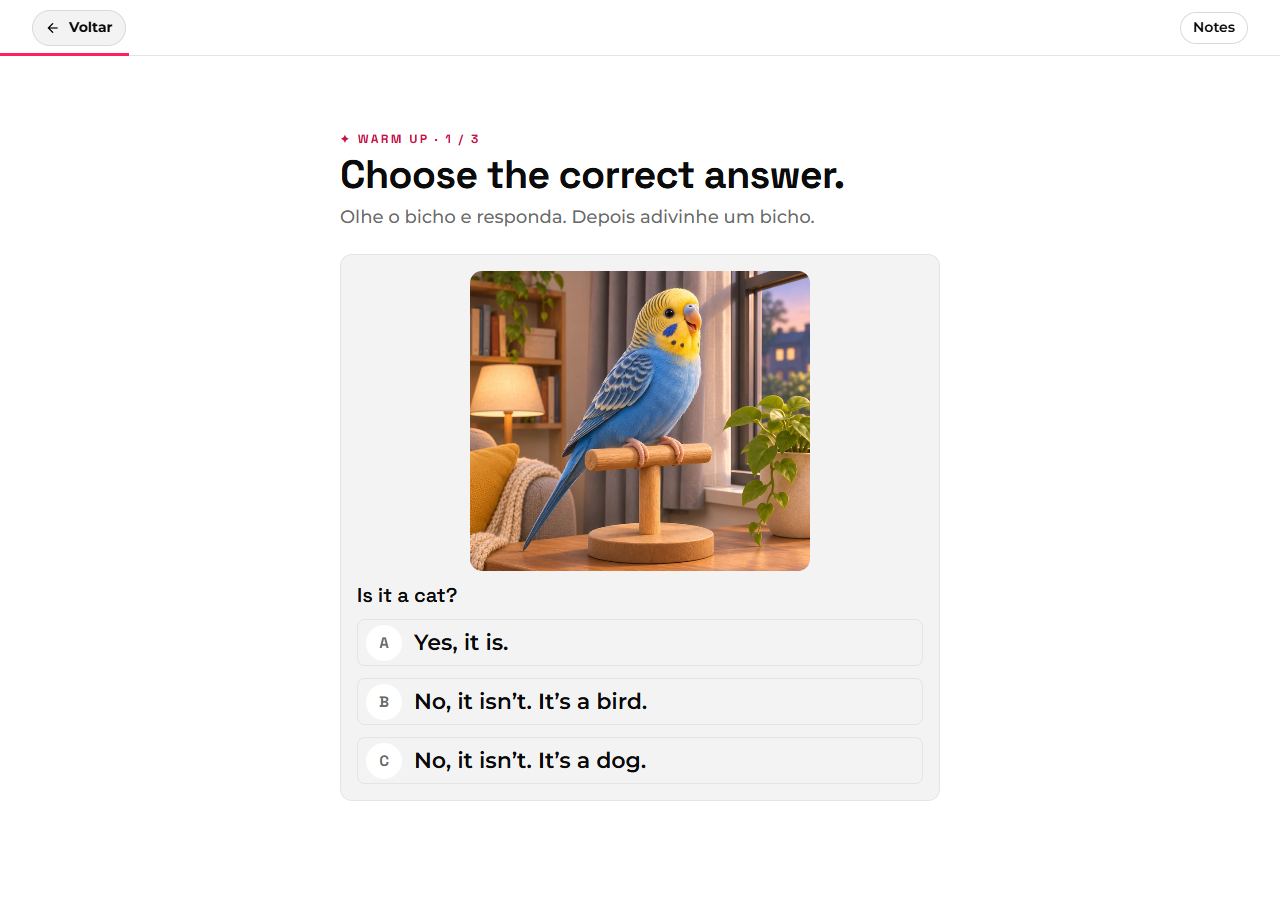 ← Voltar
Notes
✦ WARM UP · 1 / 3
Choose the correct answer.
Olhe o bicho e responda. Depois adivinhe um bicho.
Is it a cat?
A Yes, it is.
B No, it isn’t. It’s a bird.
C No, it isn’t. It’s a dog.